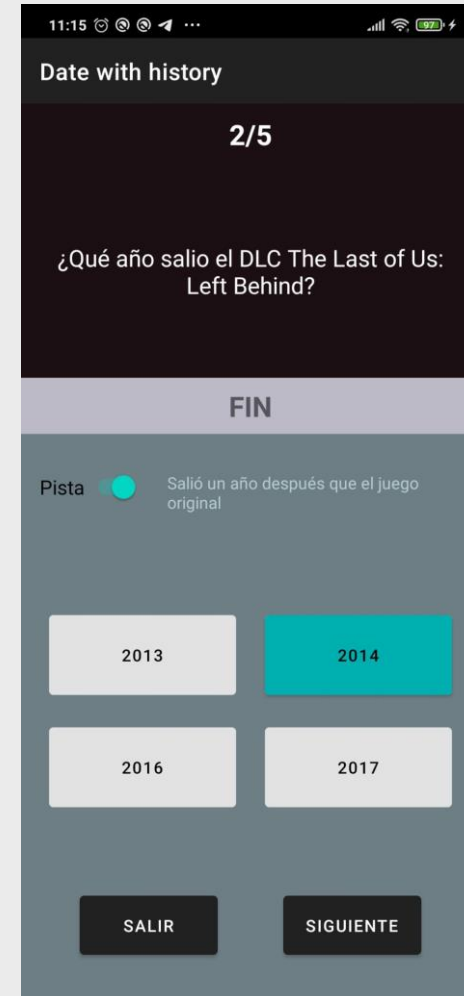 11:15 ... 97
Date with history
2/5
¿Qué año salio el DLC The Last of Us:
Left Behind?
FIN
Pista
Salió un año después que el juego
original
2013
2014
2016
2017
SALIR
SIGUIENTE